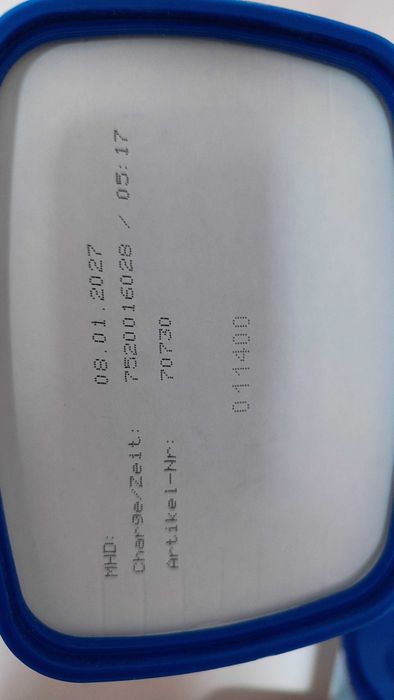 MHD: 08.01.2027
Charge/Zeit: 7520016028 / 05:17
Artikel-Nr: 70730
011400